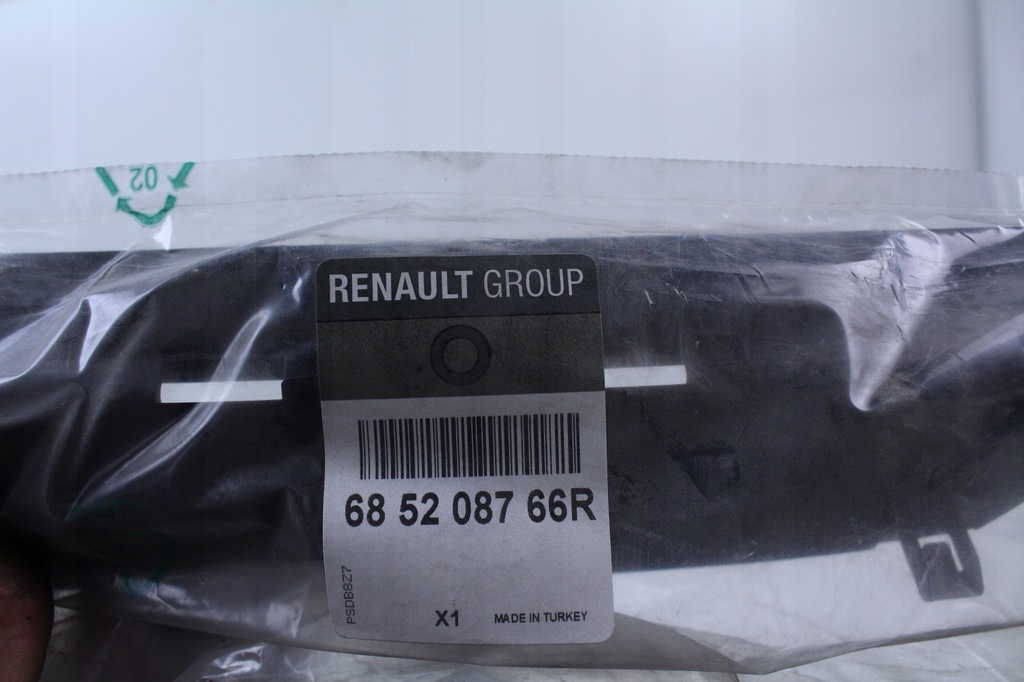 02
RENAULT GROUP
68 52 087 66R
PSDB8Z7
X1
MADE IN TURKEY